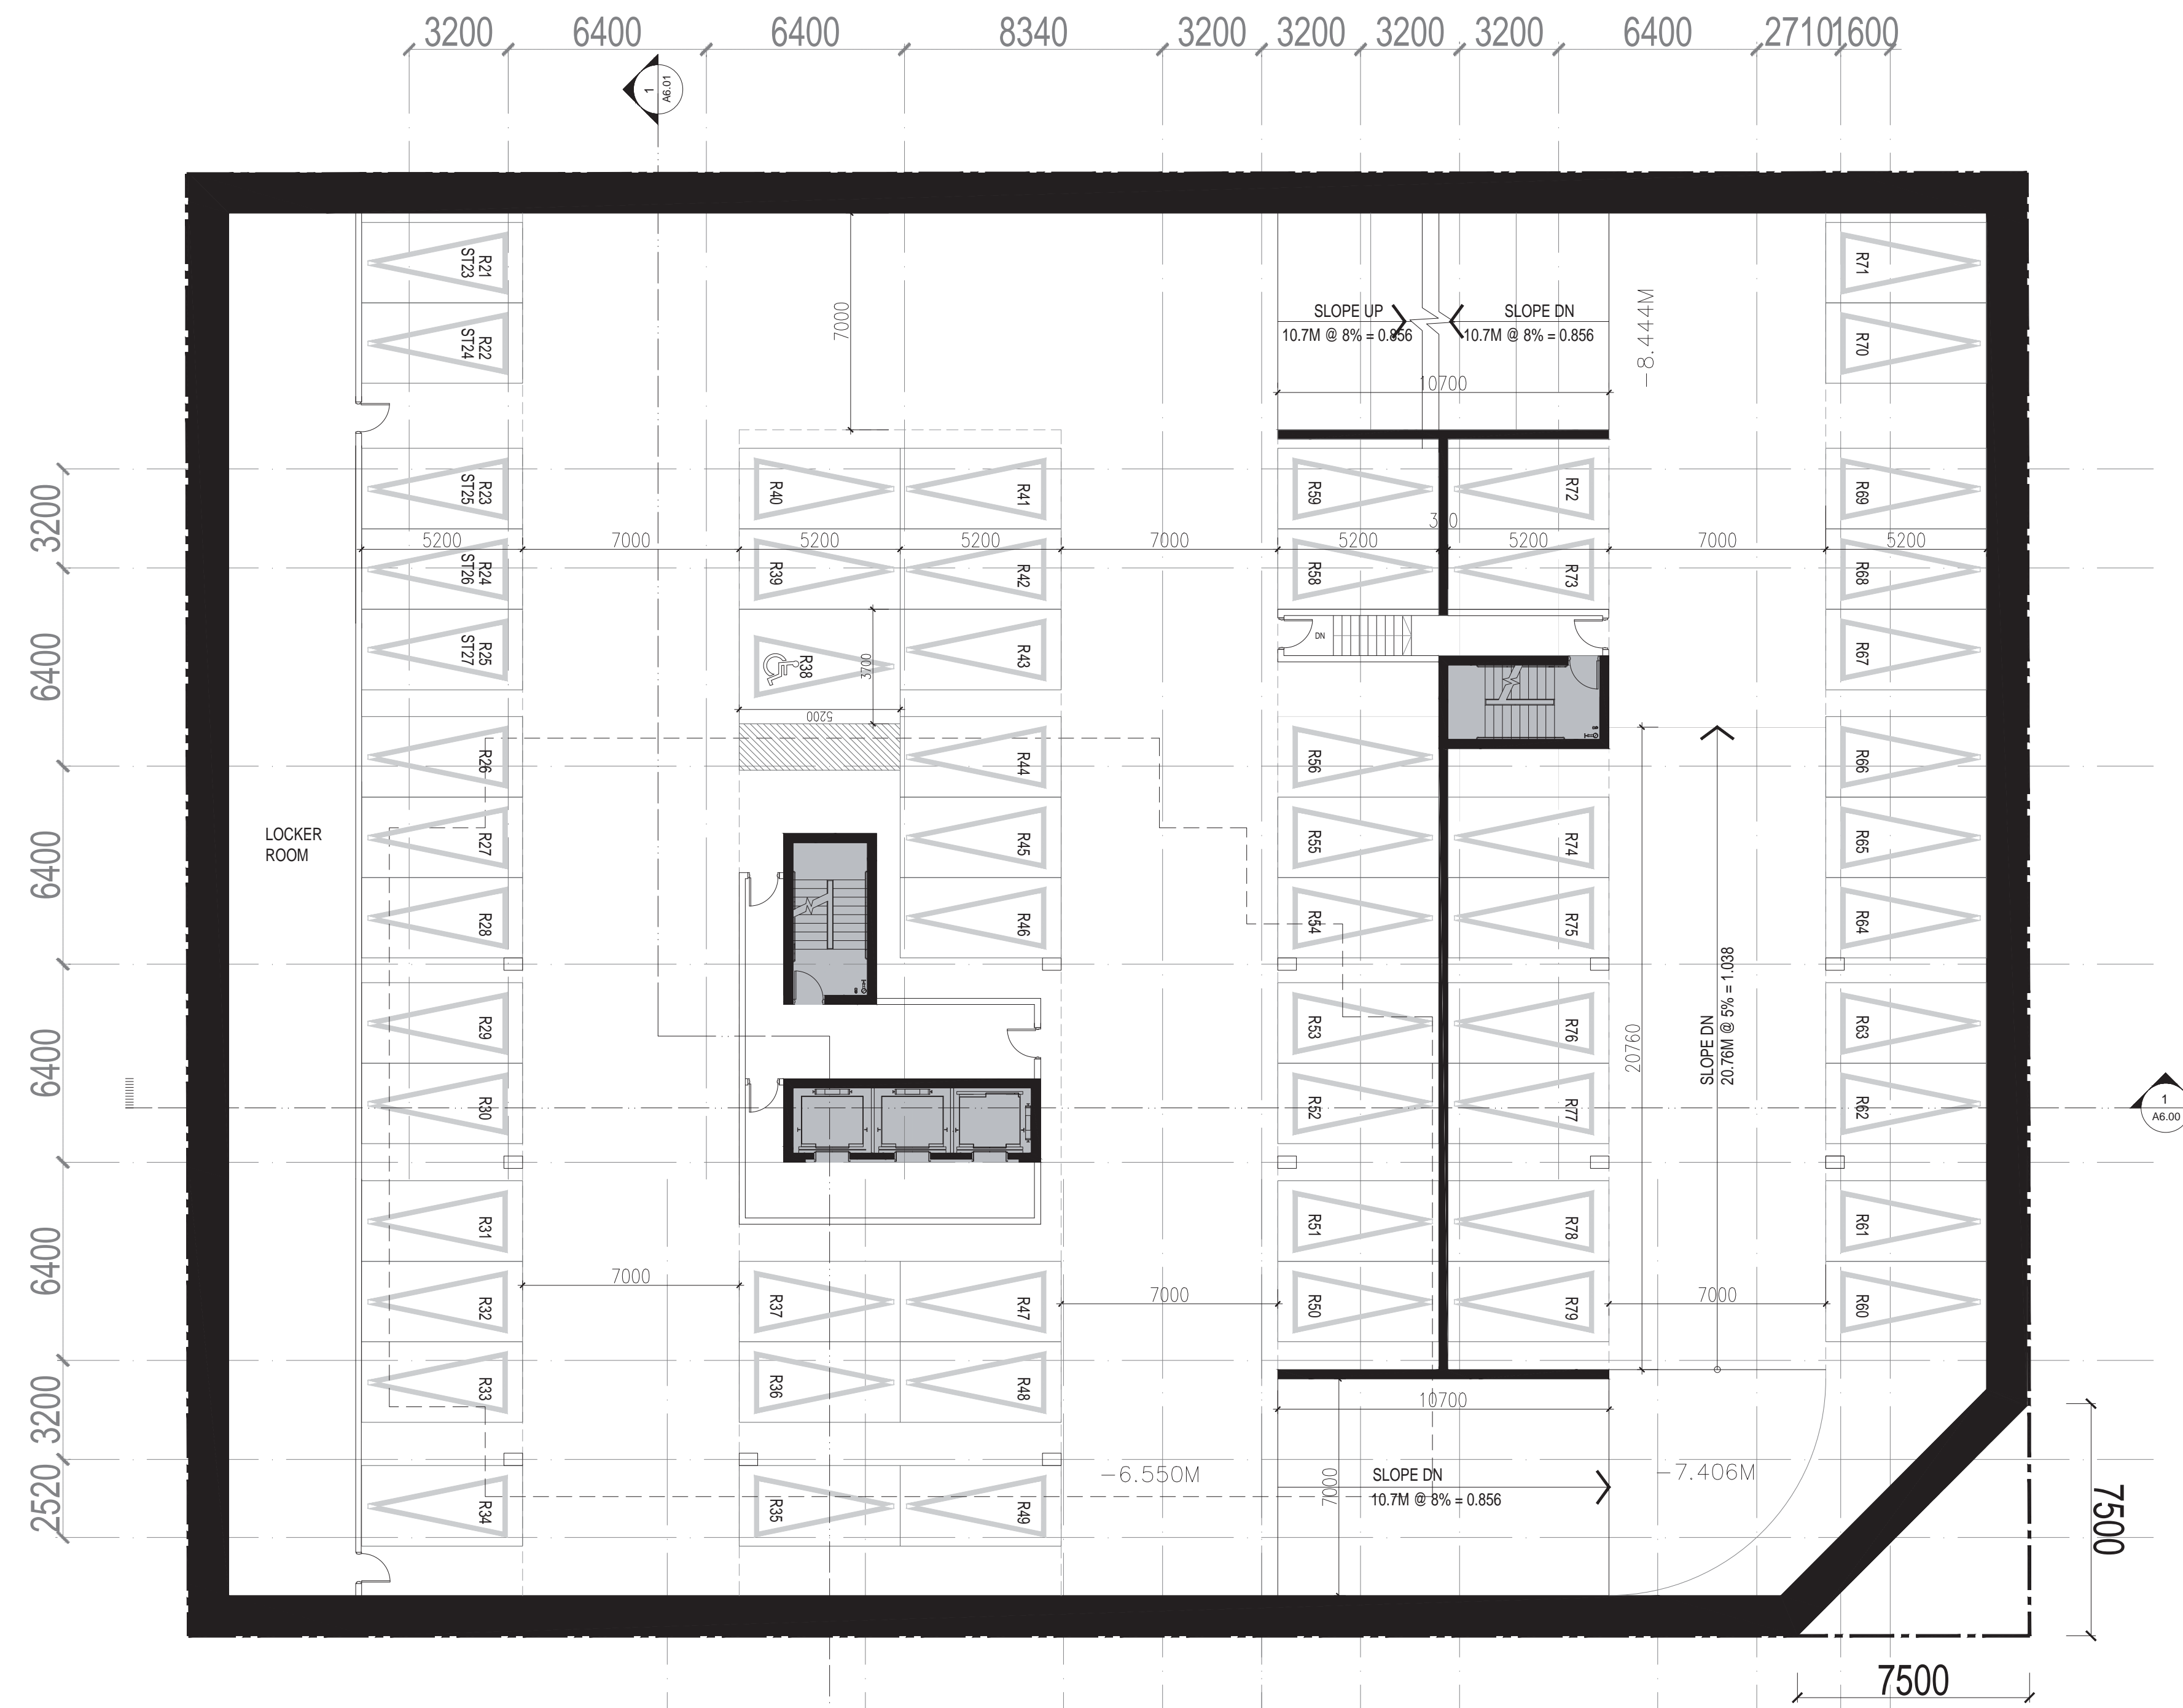 3200 6400 6400 8340 3200 3200 3200 3200 6400 2710 1600
1
A6.01
R21
ST23
R22
ST24
R23
ST25
R24
ST26
R25
ST27
R26
R27
R28
R29
R30
R31
R32
R33
R34
LOCKER
ROOM
7000
R40
R39
R38
3700
5200
R37
R36
R35
R41
R42
R43
R44
R45
R46
R47
R48
R49
SLOPE UP
10.7M @ 8% = 0.856
SLOPE DN
10.7M @ 8% = 0.856
10700
-8.444M
5200 7000 5200 5200 7000 5200 5200 7000 5200
R59
R58
DN
R56
R55
R54
R53
R52
R51
R50
R72
R73
R74
R75
R76
R77
R78
R79
R71
R70
R69
R68
R67
R66
R65
R64
R63
R62
R61
R60
20760
SLOPE DN
20.76M @ 5% = 1.038
7000 7000 7000
10700
7000
SLOPE DN
10.7M @ 8% = 0.856
-6.550M
-7.406M
1
A6.00
3200
6400
6400
6400
6400
3200
2520
7500
7500